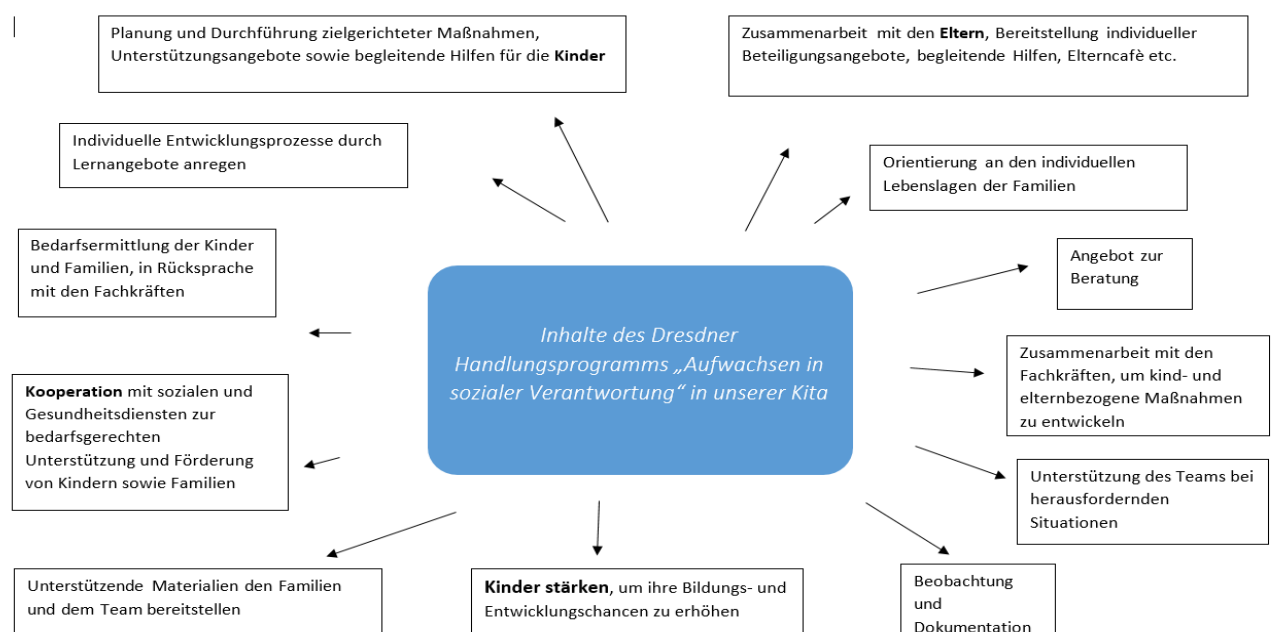 Planung und Durchführung zielgerichteter Maßnahmen,
Unterstützungsangebote sowie begleitende Hilfen für die Kinder
Zusammenarbeit mit den Eltern, Bereitstellung individueller
Beteiligungsangebote, begleitende Hilfen, Elterncafè etc.
Individuelle Entwicklungsprozesse durch
Lernangebote anregen
Orientierung an den individuellen
Lebenslagen der Familien
Bedarfsermittlung der Kinder
und Familien, in Rücksprache
mit den Fachkräften
Angebot zur
Beratung
Inhalte des Dresdner
Handlungsprogramms „Aufwachsen in
sozialer Verantwortung“ in unserer Kita
Zusammenarbeit mit den
Fachkräften, um kind- und
elternbezogene Maßnahmen
zu entwickeln
Kooperation mit sozialen und
Gesundheitsdiensten zur
bedarfsgerechten
Unterstützung und Förderung
von Kindern sowie Familien
Unterstützung des Teams bei
herausfordernden
Situationen
Unterstützende Materialien den Familien
und dem Team bereitstellen
Kinder stärken, um ihre Bildungs- und
Entwicklungschancen zu erhöhen
Beobachtung
und
Dokumentation